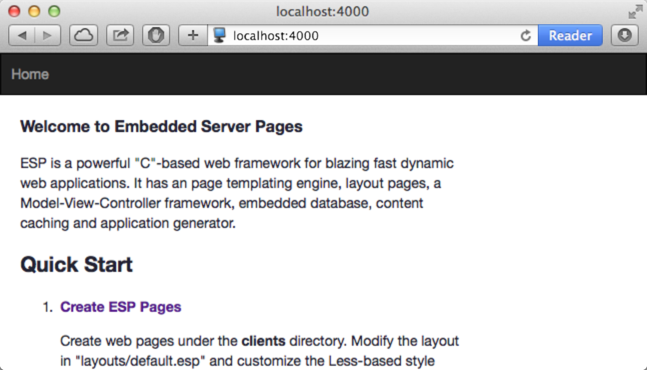 localhost:4000
localhost:4000
Reader
Home
Welcome to Embedded Server Pages
ESP is a powerful "C"-based web framework for blazing fast dynamic
web applications. It has an page templating engine, layout pages, a
Model-View-Controller framework, embedded database, content
caching and application generator.
Quick Start
1. Create ESP Pages
Create web pages under the clients directory. Modify the layout
in "layouts/default.esp" and customize the Less-based style